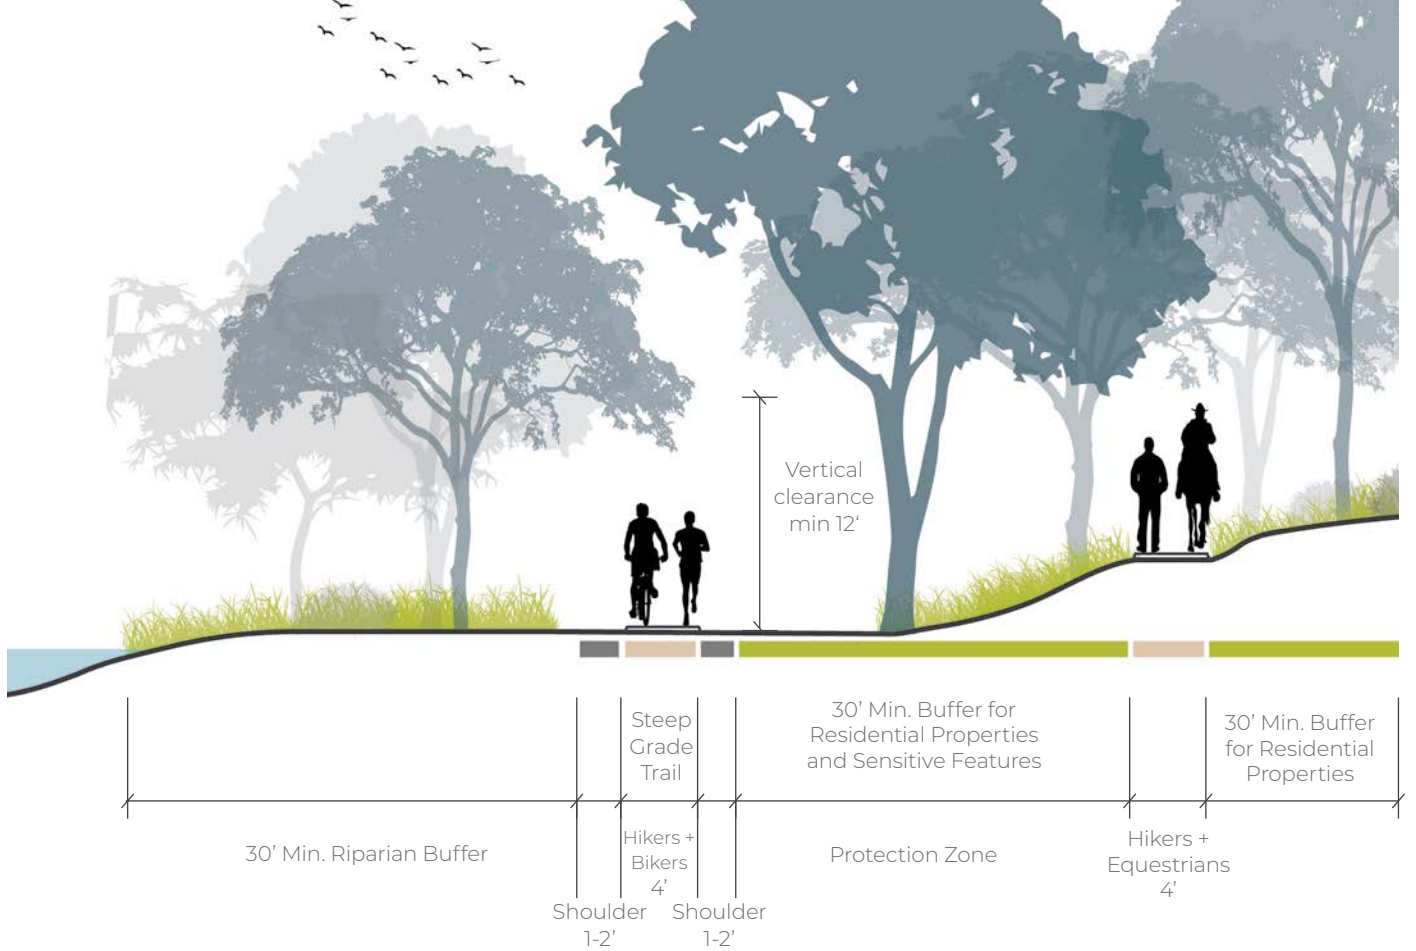 Vertical
clearance
min 12‘
Steep
Grade
Trail
30’ Min. Buffer for
Residential Properties
and Sensitive Features
30’ Min. Buffer
for Residential
Properties
30’ Min. Riparian Buffer
Hikers +
Bikers
4’
Protection Zone
Hikers +
Equestrians
4’
Shoulder
1-2’
Shoulder
1-2’